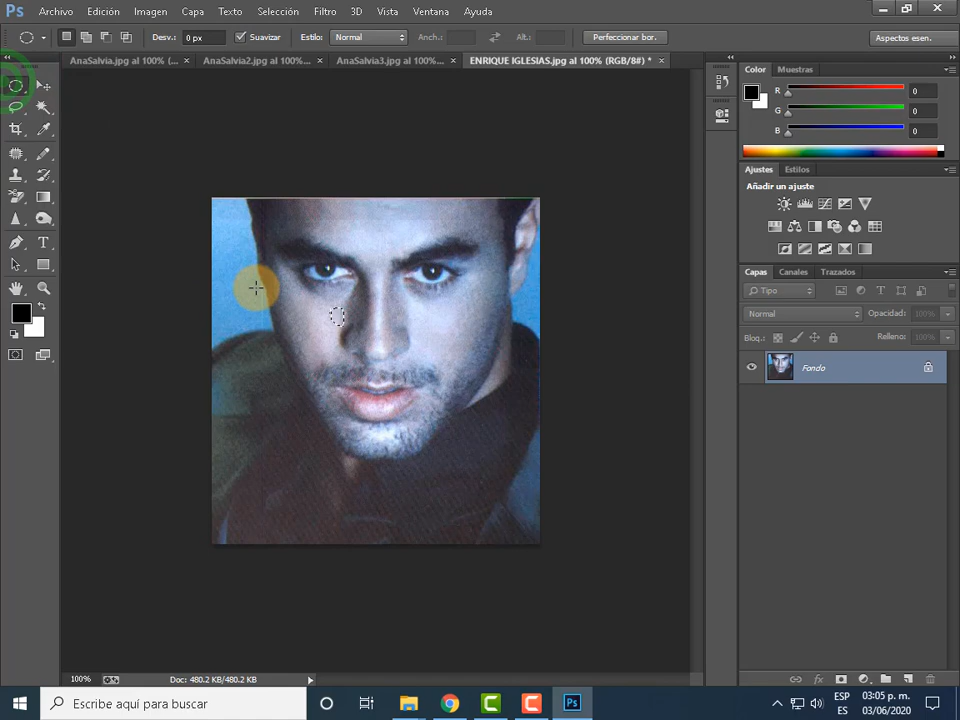 Ps Archivo Edición Imagen Capa Texto Selección Filtro 3D Vista Ventana Ayuda
Desv.: 0 px Suavizar Estilo: Normal Anch.: Alt.: Perfeccionar bor. Aspectos esen.
AnaSalvia.jpg al 100% (... × AnaSalvia2.jpg al 100%... × AnaSalvia3.jpg al 100%... × ENRIQUE IGLESIAS.jpg al 100% (RGB/8#) * ×
Color Muestras
R 0
G 0
B 0
Ajustes Estilos
Añadir un ajuste
Capas Canales Trazados
Tipo
Normal Opacidad: 100%
Bloq.: Relleno: 100%
Fondo
100% Doc: 480.2 KB/480.2 KB
Escribe aquí para buscar
Ps
ESP 03:05 p. m.
ES 03/06/2020